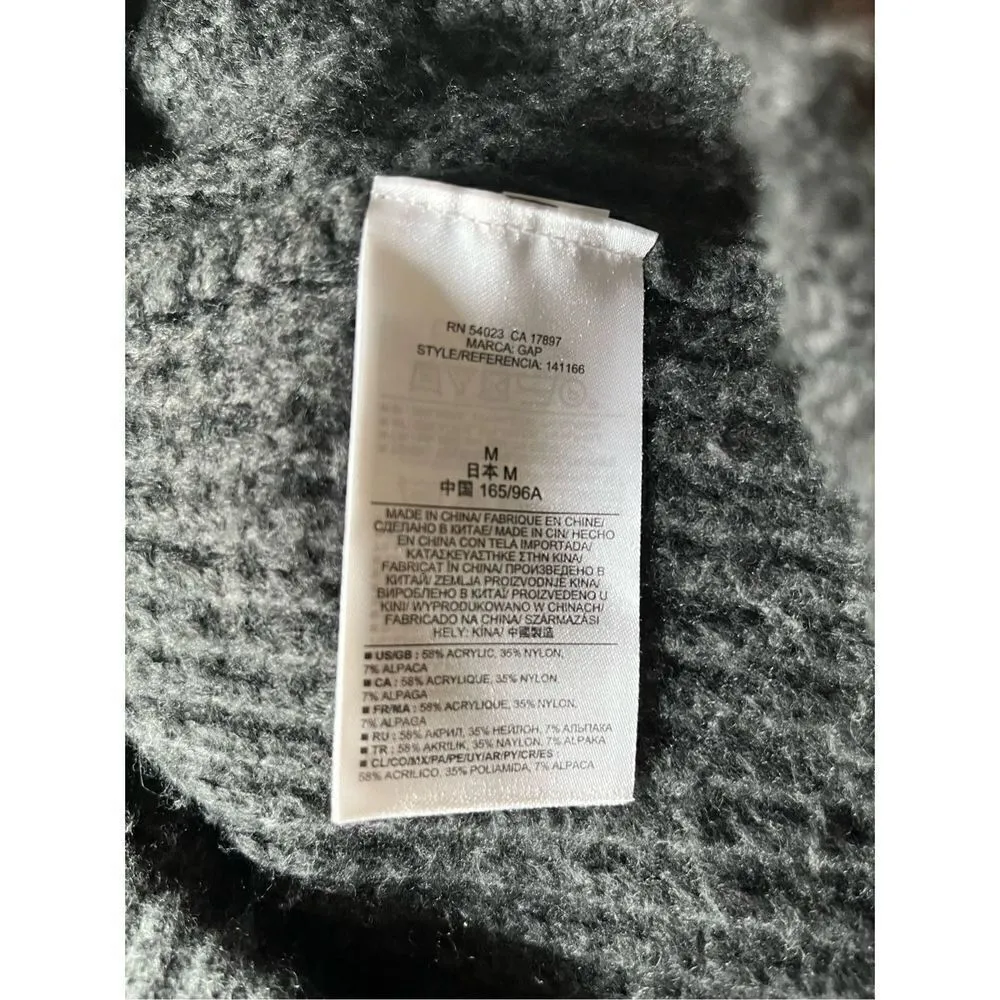 RN 54023 CA 17897
MARCA: GAP
STYLE/REFERENCIA: 141166
M
日本 M
中国 165/96A
MADE IN CHINA/ FABRIQUE EN CHINE/
СДЕЛАНО В КИТАЕ/ MADE IN CIN/ HECHO
EN CHINA CON TELA IMPORTADA/
ΚΑΤΑΣΚΕΥΑΣΤΗΚΕ ΣΤΗΝ ΚΙΝΑ/
FABRICAT ÎN CHINA/ ПРОИЗВЕДЕНО В
КИТАЙ/ ZEMLJA PROIZVODNJE KINA/
ВИРОБЛЕНО В КИТАЇ/ PROIZVEDENO U
KINI/ WYPRODUKOWANO W CHINACH/
FABRICADO NA CHINA/ SZÁRMAZÁSI
HELY: KÍNA/ 中國製造
■ US/GB : 58% ACRYLIC, 35% NYLON,
7% ALPACA
■ CA : 58% ACRYLIQUE, 35% NYLON,
7% ALPAGA
■ FR/MA : 58% ACRYLIQUE, 35% NYLON,
7% ALPAGA
■ RU : 58% АКРИЛ, 35% НЕЙЛОН, 7% АЛЬПАКА
■ TR : 58% AKRİLİK, 35% NAYLON, 7% ALPAKA
■ CL/CO/MX/PA/PE/UY/AR/PY/CR/ES :
58% ACRILICO, 35% POLIAMIDA, 7% ALPACA